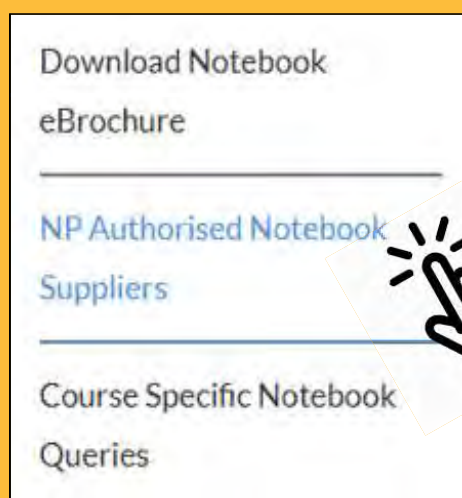 Download Notebook
eBrochure
NP Authorised Notebook
Suppliers
Course Specific Notebook
Queries